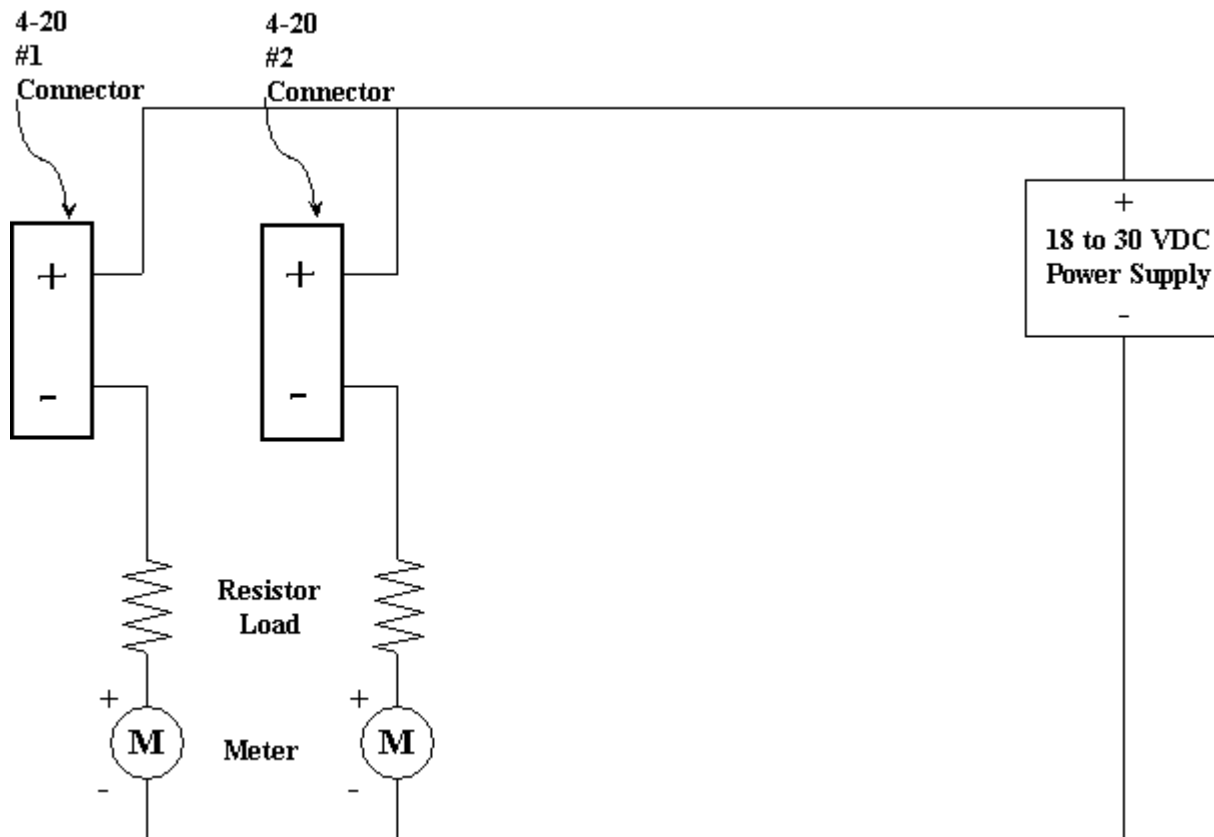 4-20
#1
Connector
4-20
#2
Connector
+
-
+
-
+
18 to 30 VDC
Power Supply
-
Resistor
Load
+
M
-
Meter
+
M
-